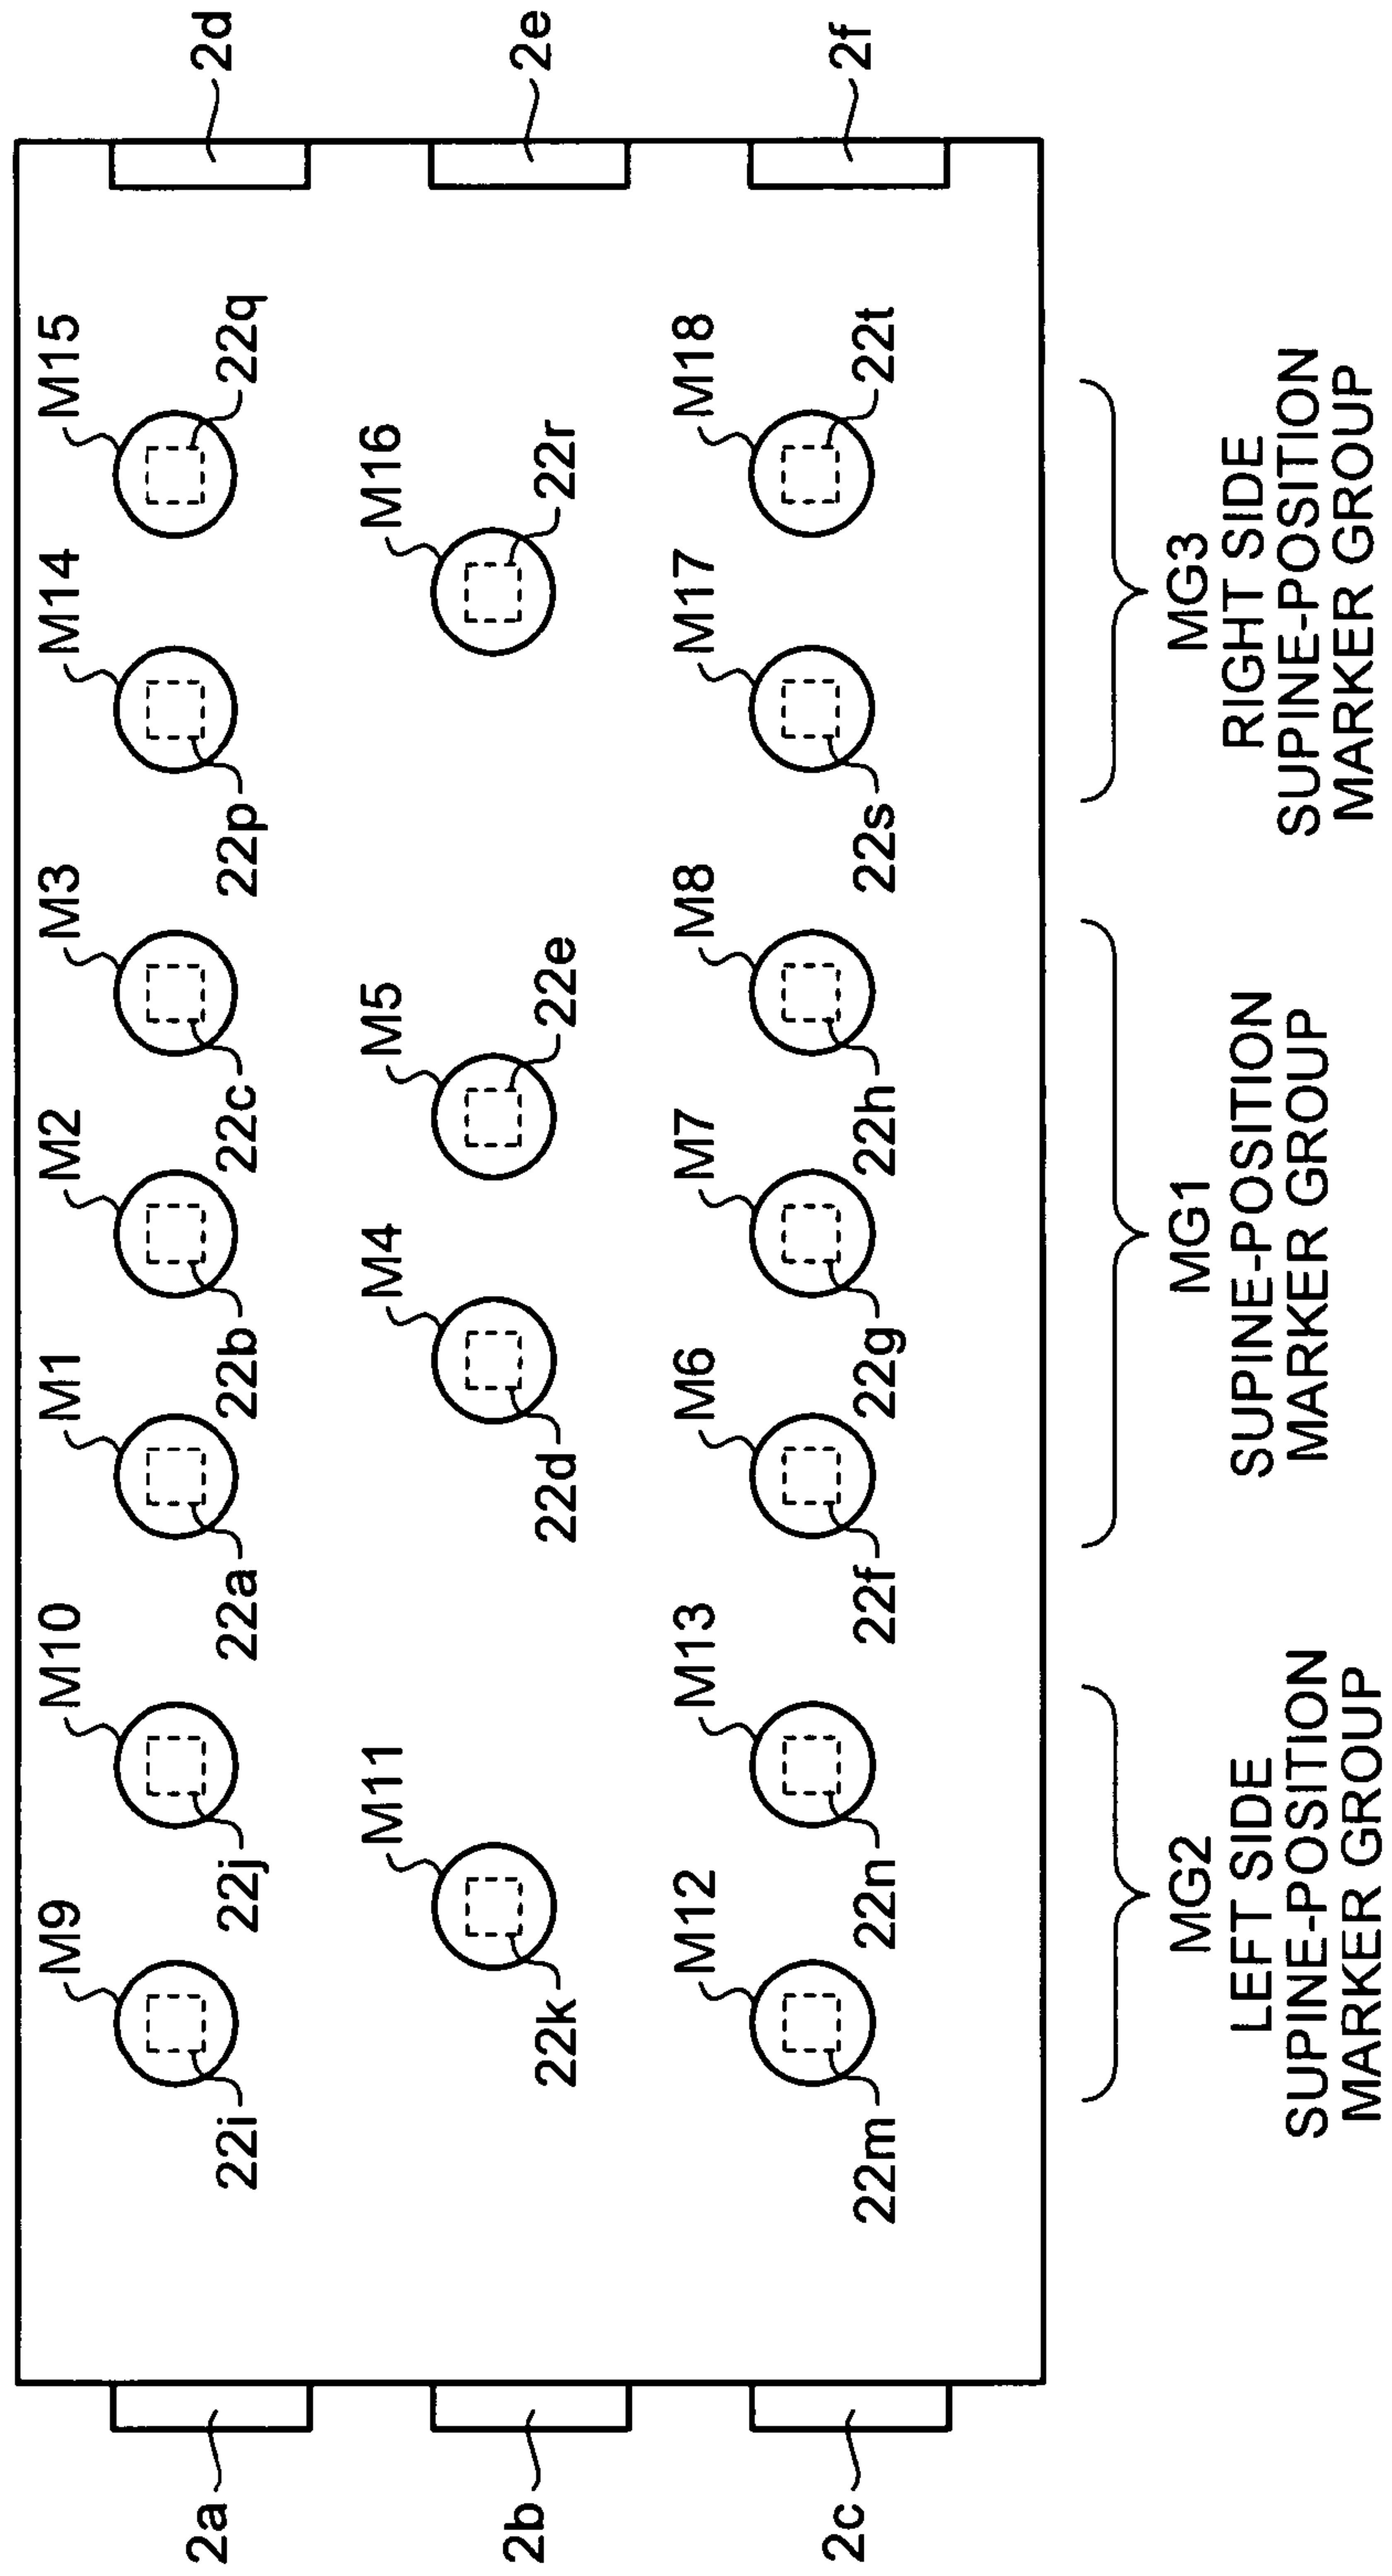 M9
M10
M1
M2
M3
M14
M15
22i
22j
22a
22b
22c
22p
22q
2a
2d
M11
M4
M5
M16
22k
22d
22e
22r
2b
2e
M12
M13
M6
M7
M8
M17
M18
22m
22n
22f
22g
22h
22s
22t
2c
2f
MG2
LEFT SIDE
SUPINE-POSITION
MARKER GROUP
MG1
SUPINE-POSITION
MARKER GROUP
MG3
RIGHT SIDE
SUPINE-POSITION
MARKER GROUP